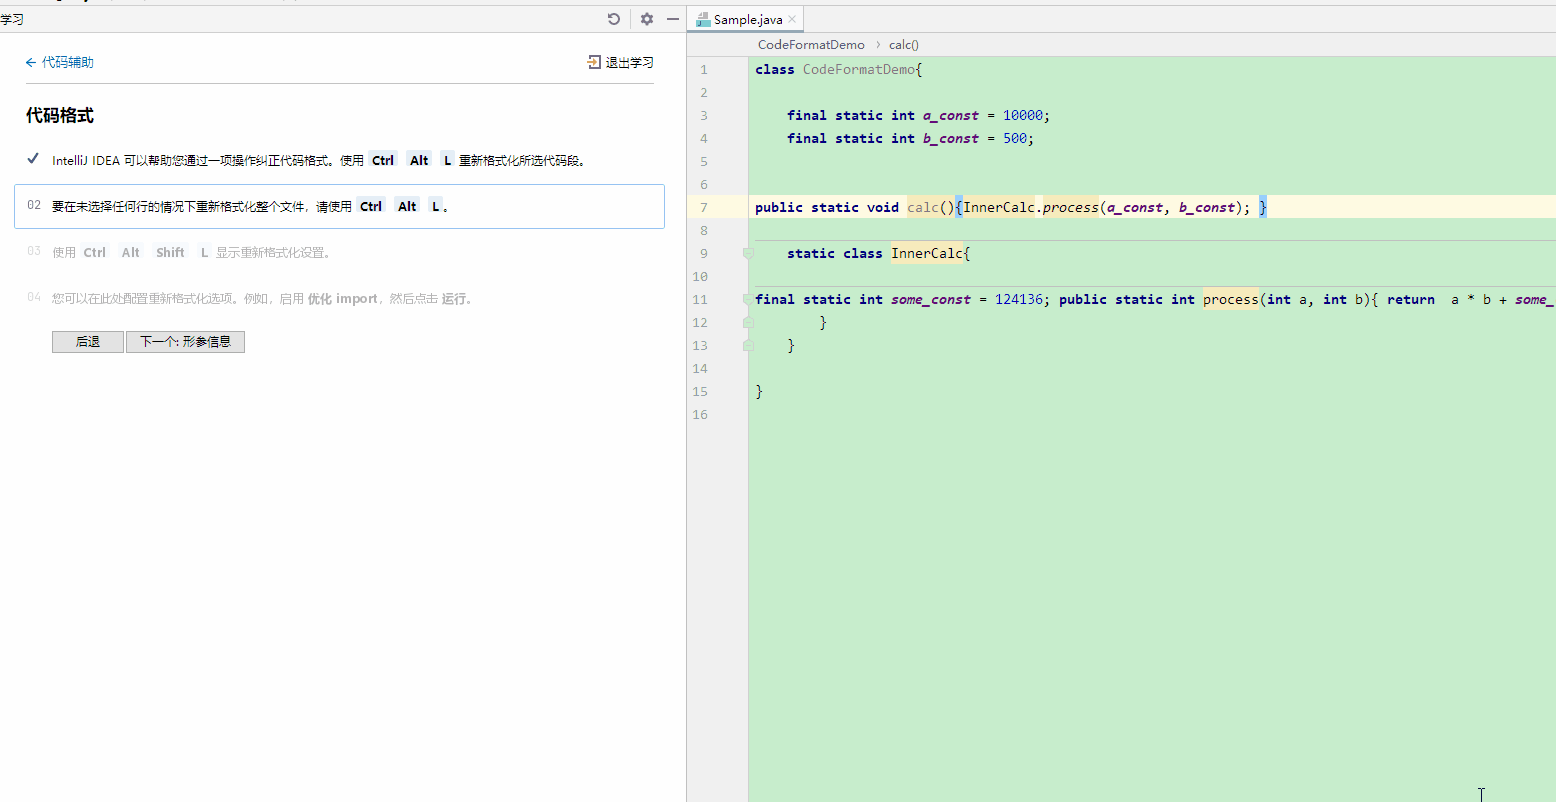 学习
← 代码辅助
退出学习
代码格式
✓ IntelliJ IDEA 可以帮助您通过一项操作纠正代码格式。使用 Ctrl Alt L 重新格式化所选代码段。
02 要在未选择任何行的情况下重新格式化整个文件，请使用 Ctrl Alt L 。
03 使用 Ctrl Alt Shift L 显示重新格式化设置。
04 您可以在此处配置重新格式化选项。例如，启用 优化 import，然后点击 运行。
后退
下一个: 形参信息
Sample.java
CodeFormatDemo › calc()
1 class CodeFormatDemo{
2
3     final static int a_const = 10000;
4     final static int b_const = 500;
5
6
7 public static void calc(){InnerCalc.process(a_const, b_const); }
8
9     static class InnerCalc{
10
11 final static int some_const = 124136; public static int process(int a, int b){ return  a * b + some_
12         }
13     }
14
15 }
16